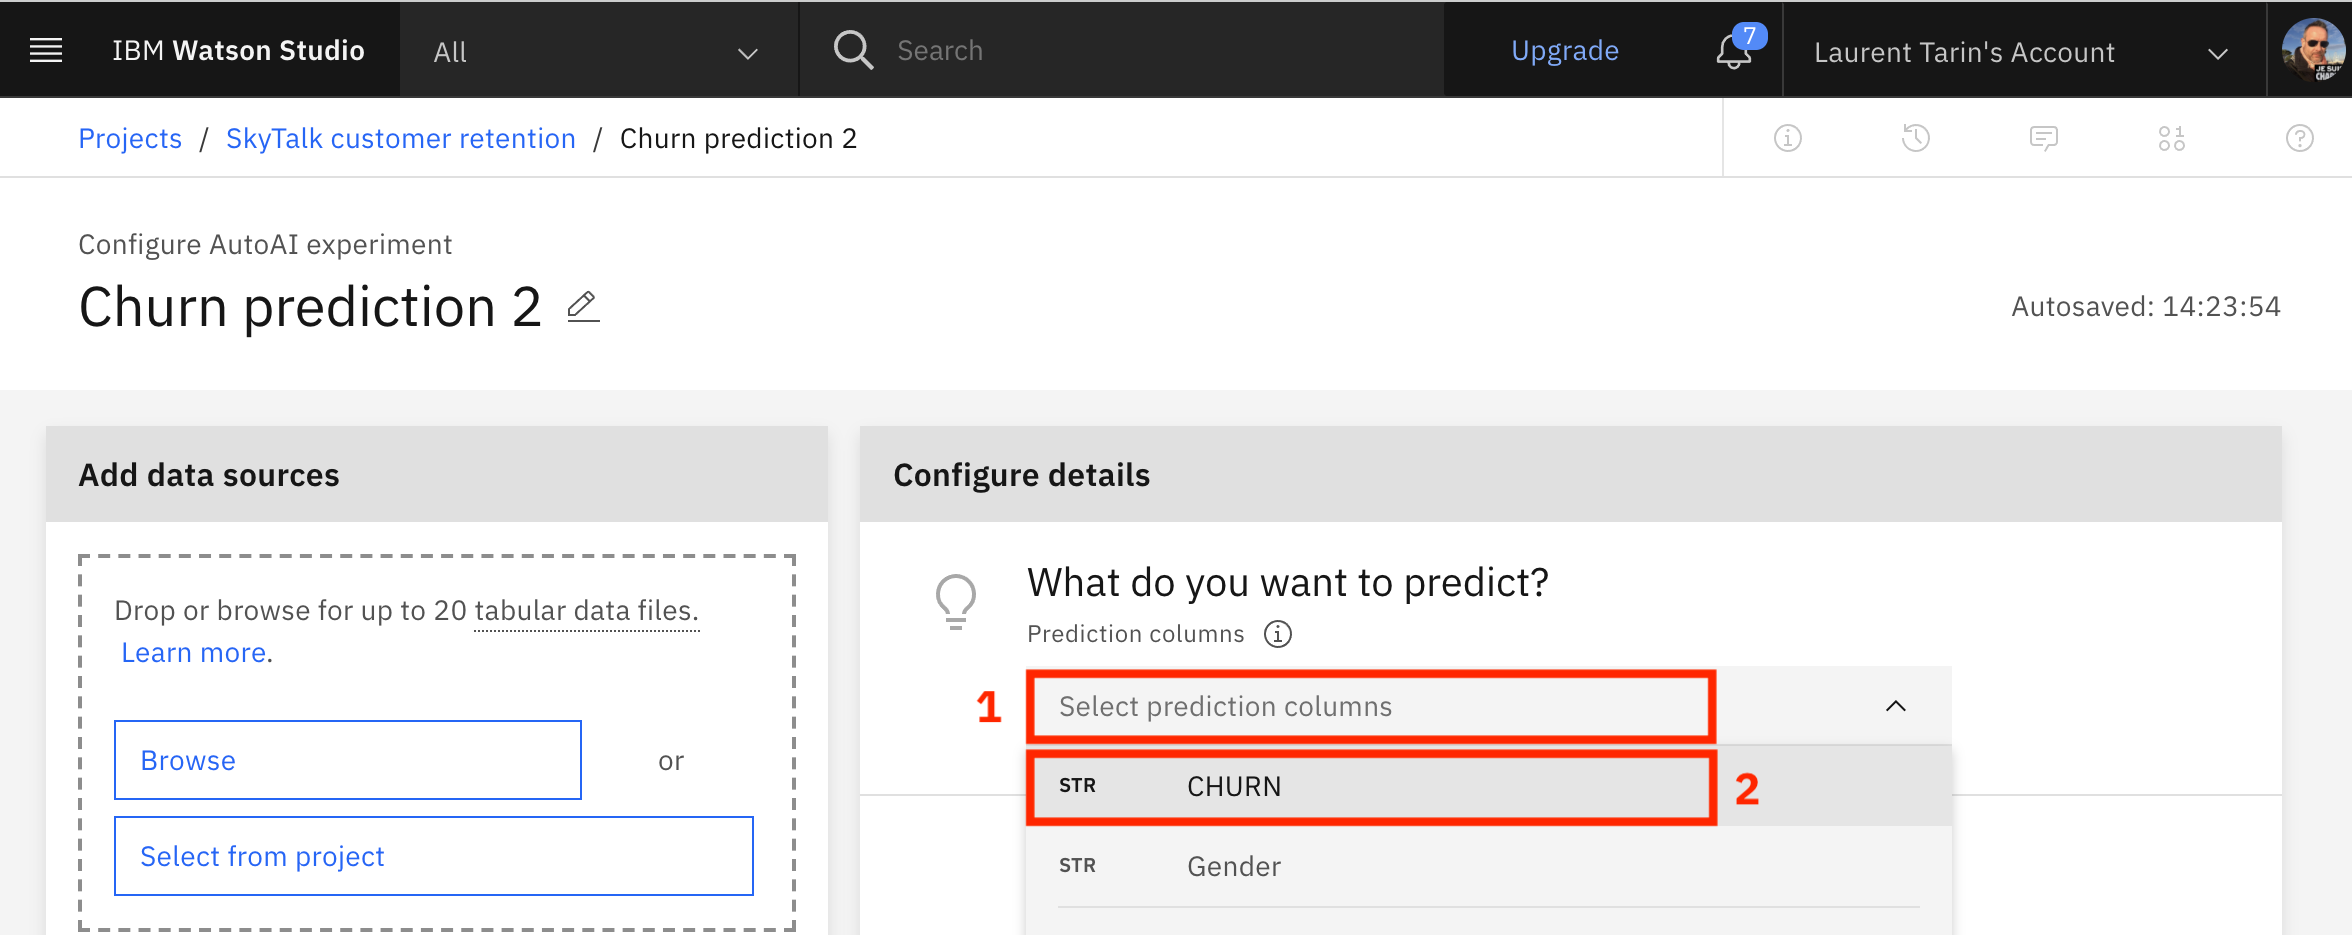 IBM Watson Studio
All
Search
Upgrade
7
Laurent Tarin's Account
JE SUI
Projects / SkyTalk customer retention / Churn prediction 2
Configure AutoAI experiment
Churn prediction 2
Autosaved: 14:23:54
Add data sources
Drop or browse for up to 20 tabular data files.
Learn more.
Browse
or
Select from project
Configure details
What do you want to predict?
Prediction columns
1
Select prediction columns
STR CHURN
2
STR Gender